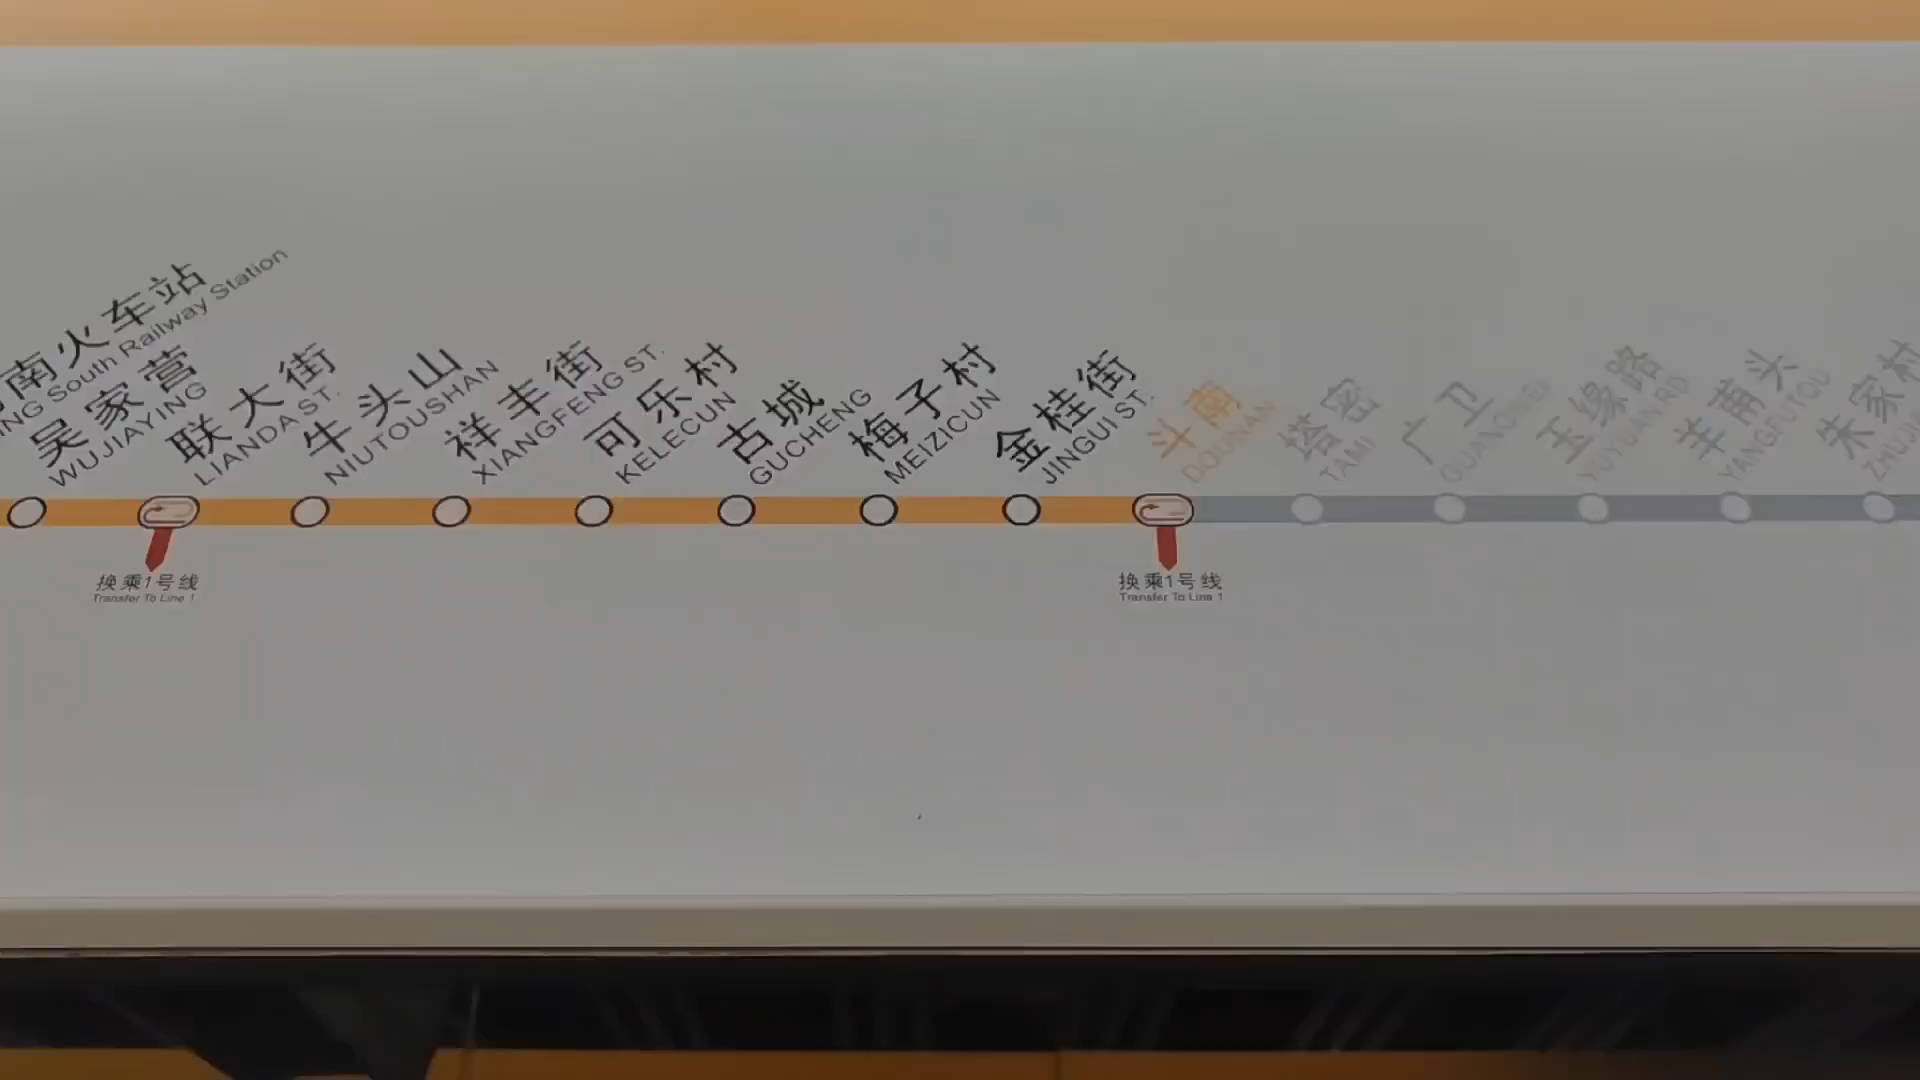 南火车站
South Railway Station
吴家营
WUJIAYING
联大街
LIANDA ST.
牛头山
NIUTOUSHAN
祥丰街
XIANGFENG ST.
可乐村
KELECUN
古城
GUCHENG
梅子村
MEIZICUN
金桂街
JINGUI ST.
斗南
DOUNAN
塔密
TAMI
广卫
GUANGWEI
玉缘路
YUYUAN RD
羊甫头
YANGFUTOU
朱家村
换乘1号线
Transfer To Line 1
换乘1号线
Transfer To Line 1